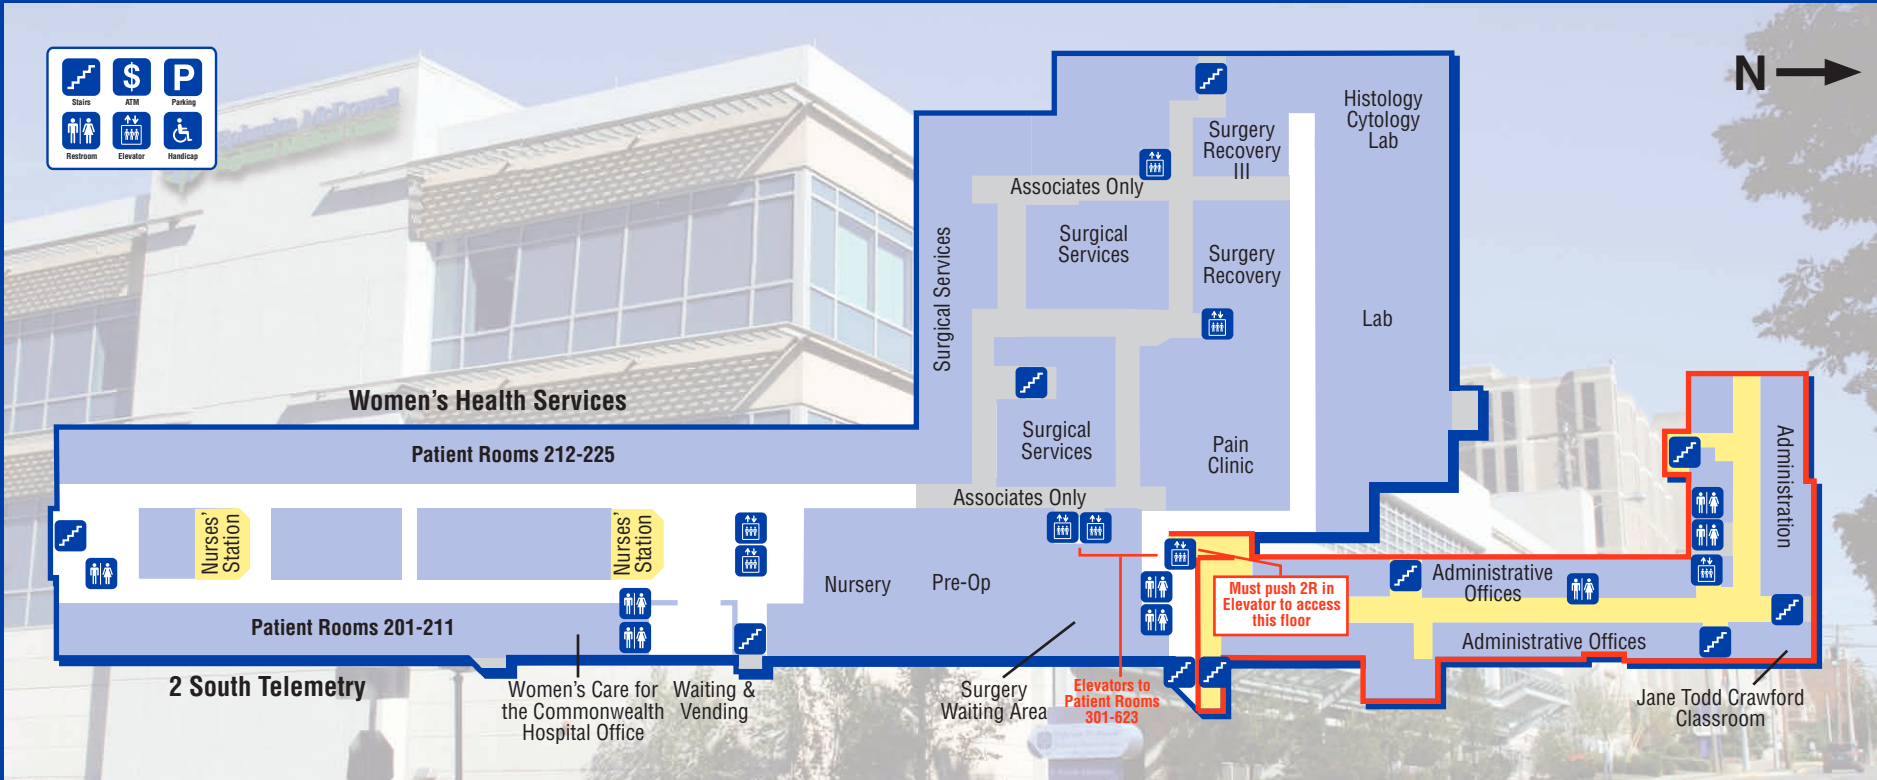 Stairs
ATM
Parking
Restroom
Elevator
Handicap
$
P
N
McDowell
Histology
Cytology
Lab
Surgery
Recovery
III
Associates Only
Surgical
Services
Surgery
Recovery
Surgical Services
Lab
Women's Health Services
Patient Rooms 212-225
Surgical
Services
Pain
Clinic
Administration
Associates Only
Nurses'
Station
Nurses'
Station
Nursery
Pre-Op
Administrative
Offices
Must push 2R in
Elevator to access
this floor
Patient Rooms 201-211
Administrative Offices
2 South Telemetry
Women's Care for
the Commonwealth
Hospital Office
Waiting &
Vending
Surgery
Waiting Area
Elevators to
Patient Rooms
301-623
Jane Todd Crawford
Classroom